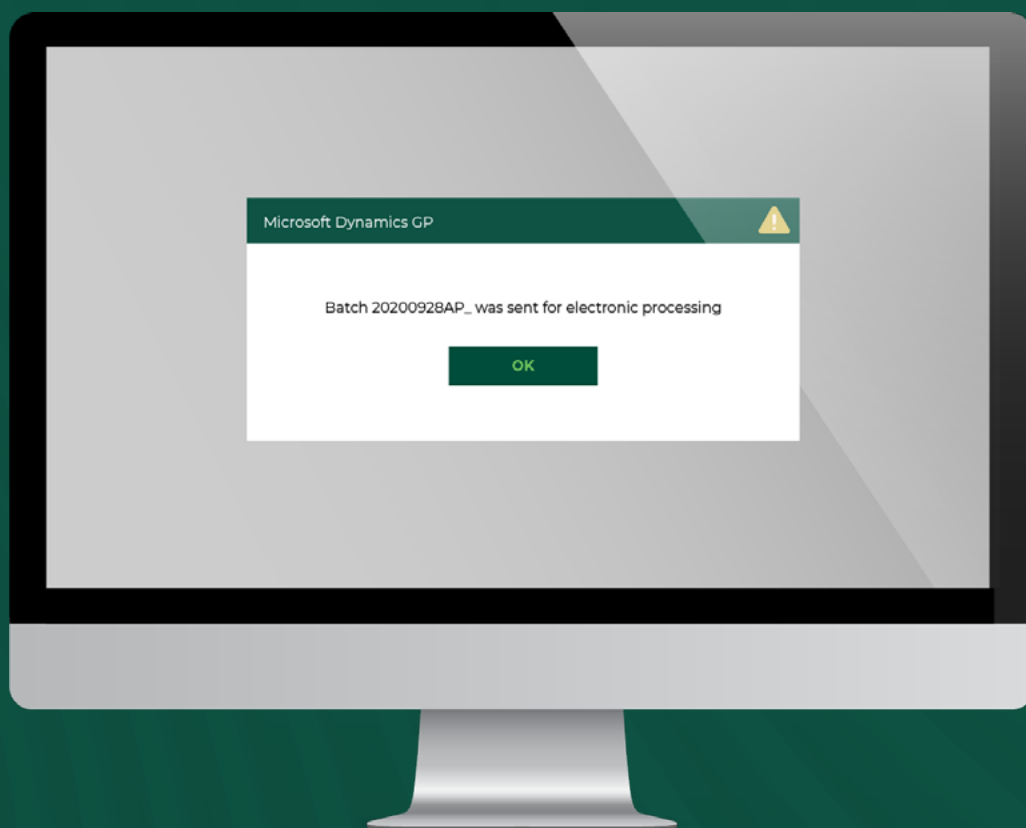 Microsoft Dynamics GP
Batch 20200928AP_ was sent for electronic processing
OK